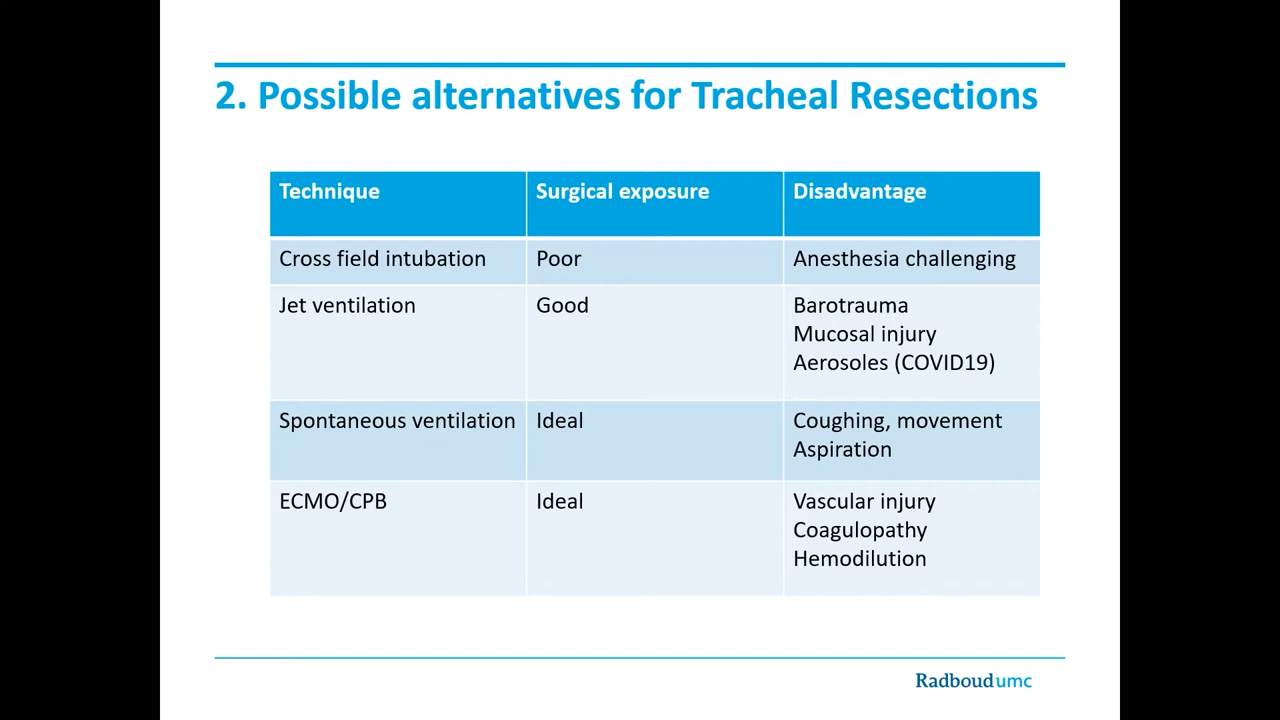 2. Possible alternatives for Tracheal Resections
Technique Surgical exposure Disadvantage
Cross field intubation Poor Anesthesia challenging
Jet ventilation Good Barotrauma
Mucosal injury
Aerosoles (COVID19)
Spontaneous ventilation Ideal Coughing, movement
Aspiration
ECMO/CPB Ideal Vascular injury
Coagulopathy
Hemodilution
Radboudumc